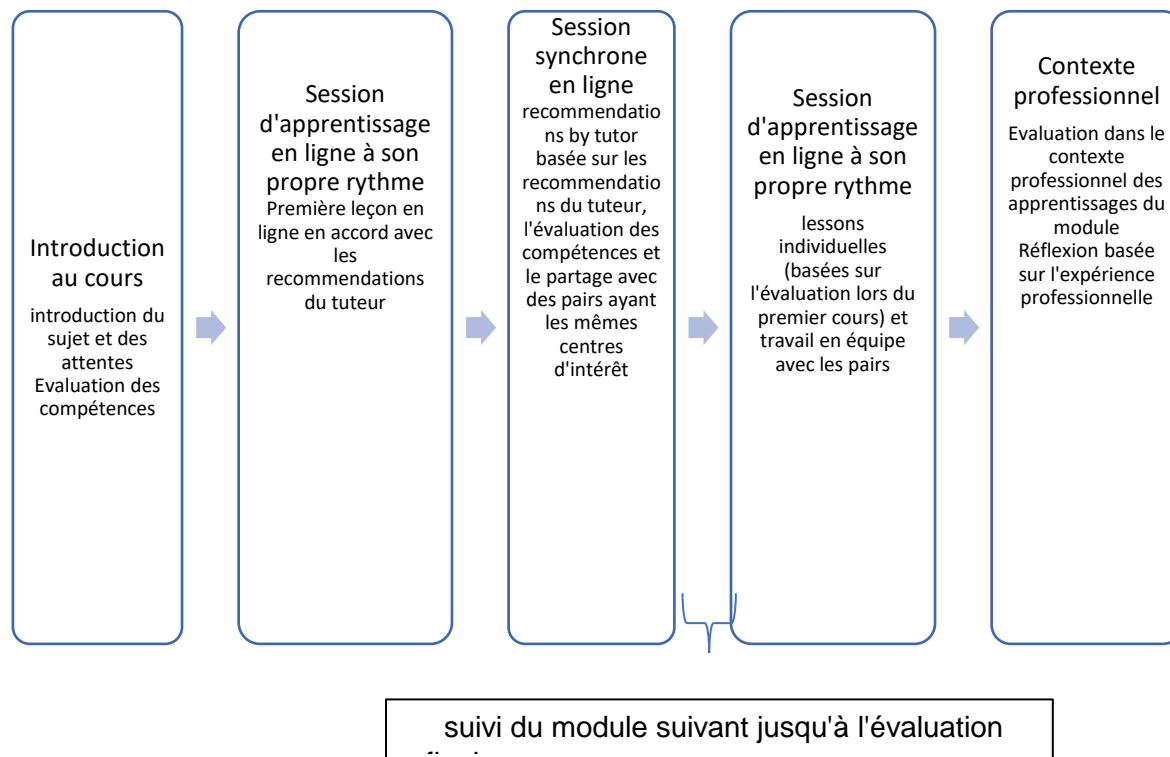 Introduction
au cours
introduction du
sujet et des
attentes
Evaluation des
compétences
Session
d'apprentissage
en ligne à son
propre rythme
Première leçon en
ligne en accord avec
les
recommendations
du tuteur
Session
synchrone
en ligne
recommendatio
ns by tutor
basée sur les
recommendatio
ns du tuteur,
l'évaluation des
compétences et
le partage avec
des pairs ayant
les mêmes
centres
d'intérêt
Session
d'apprentissage
en ligne à son
propre rythme
lessons
individuelles
(basées sur
l'évaluation lors du
premier cours) et
travail en équipe
avec les pairs
Contexte
professionnel
Evaluation dans le
contexte
professionnel des
apprentissages du
module
Réflexion basée
sur l'expérience
professionnelle
suivi du module suivant jusqu'à l'évaluation